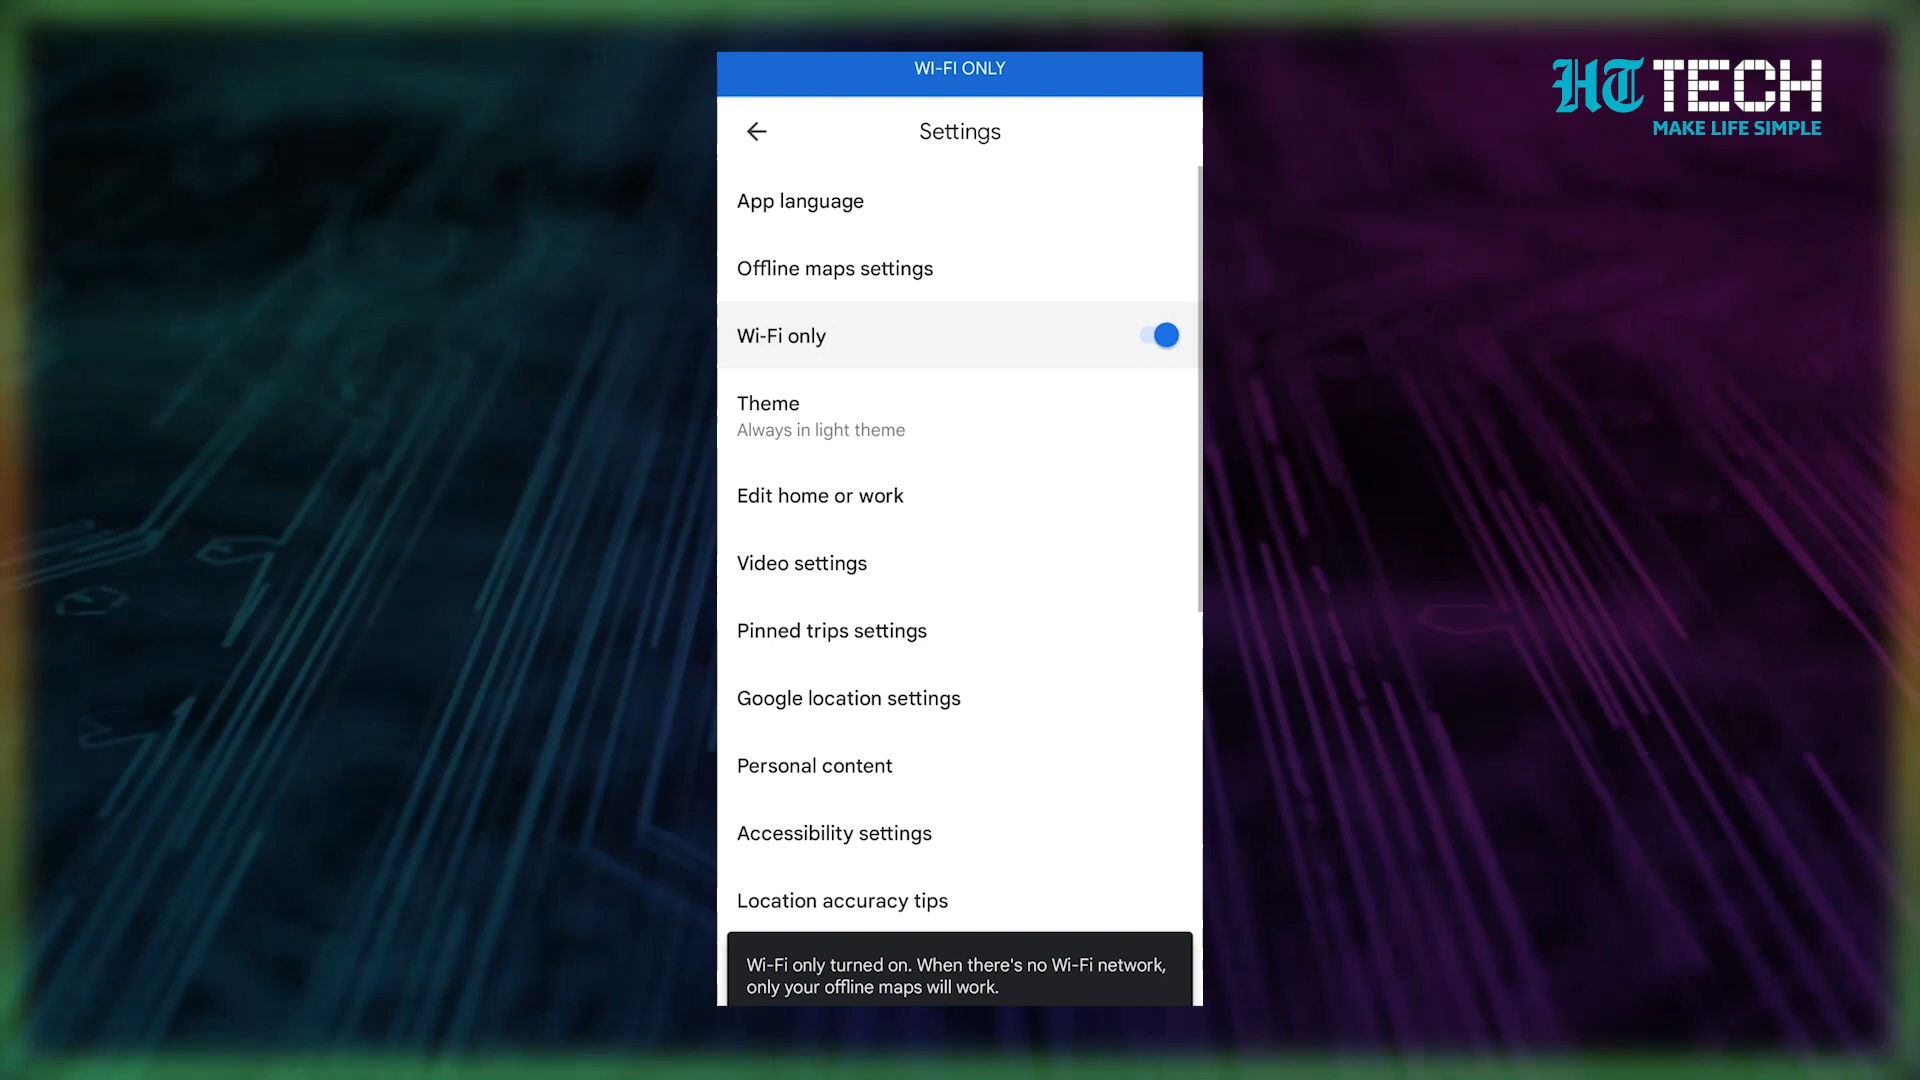 WI-FI ONLY
HT TECH
MAKE LIFE SIMPLE
Settings
App language
Offline maps settings
Wi-Fi only
Theme
Always in light theme
Edit home or work
Video settings
Pinned trips settings
Google location settings
Personal content
Accessibility settings
Location accuracy tips
Wi-Fi only turned on. When there's no Wi-Fi network,
only your offline maps will work.